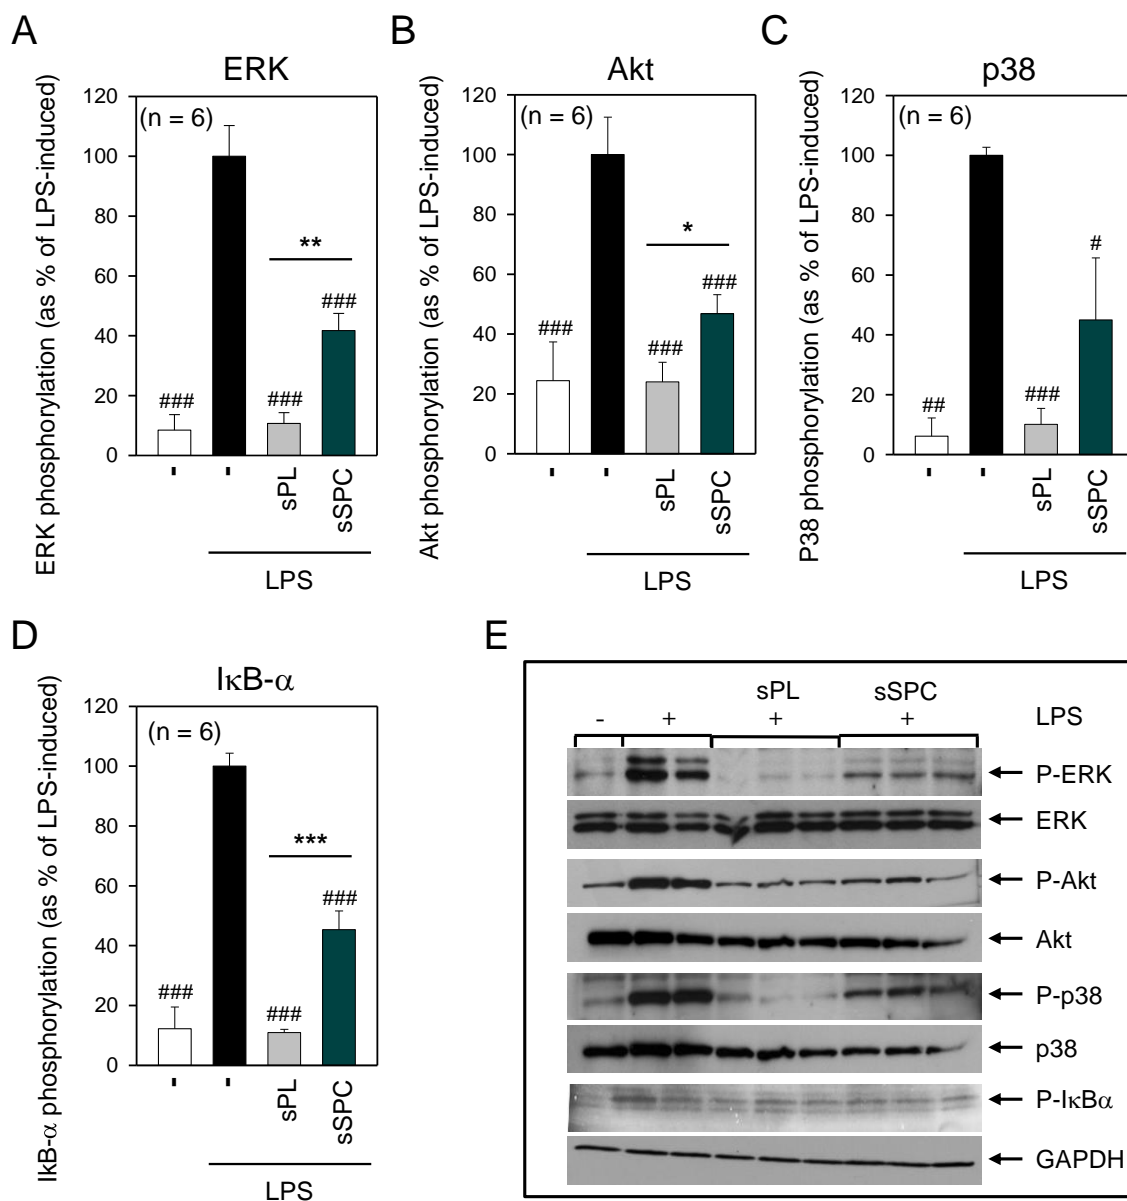 A
ERK
ERK phosphorylation (as % of LPS-induced)
(n = 6)
120
100
80
60
40
20
0
###
**
###
###
-
-
sPL
sSPC
LPS
B
Akt
Akt phosphorylation (as % of LPS-induced)
(n = 6)
120
100
80
60
40
20
0
###
*
###
###
-
-
sPL
sSPC
LPS
C
p38
P38 phosphorylation (as % of LPS-induced)
(n = 6)
120
100
80
60
40
20
0
##
###
#
-
-
sPL
sSPC
LPS
D
IκB-α
IkB-α phosphorylation (as % of LPS-induced)
(n = 6)
120
100
80
60
40
20
0
###
***
###
###
-
-
sPL
sSPC
LPS
E
sPL sSPC
- + + + LPS
P-ERK
ERK
P-Akt
Akt
P-p38
p38
P-IκBα
GAPDH